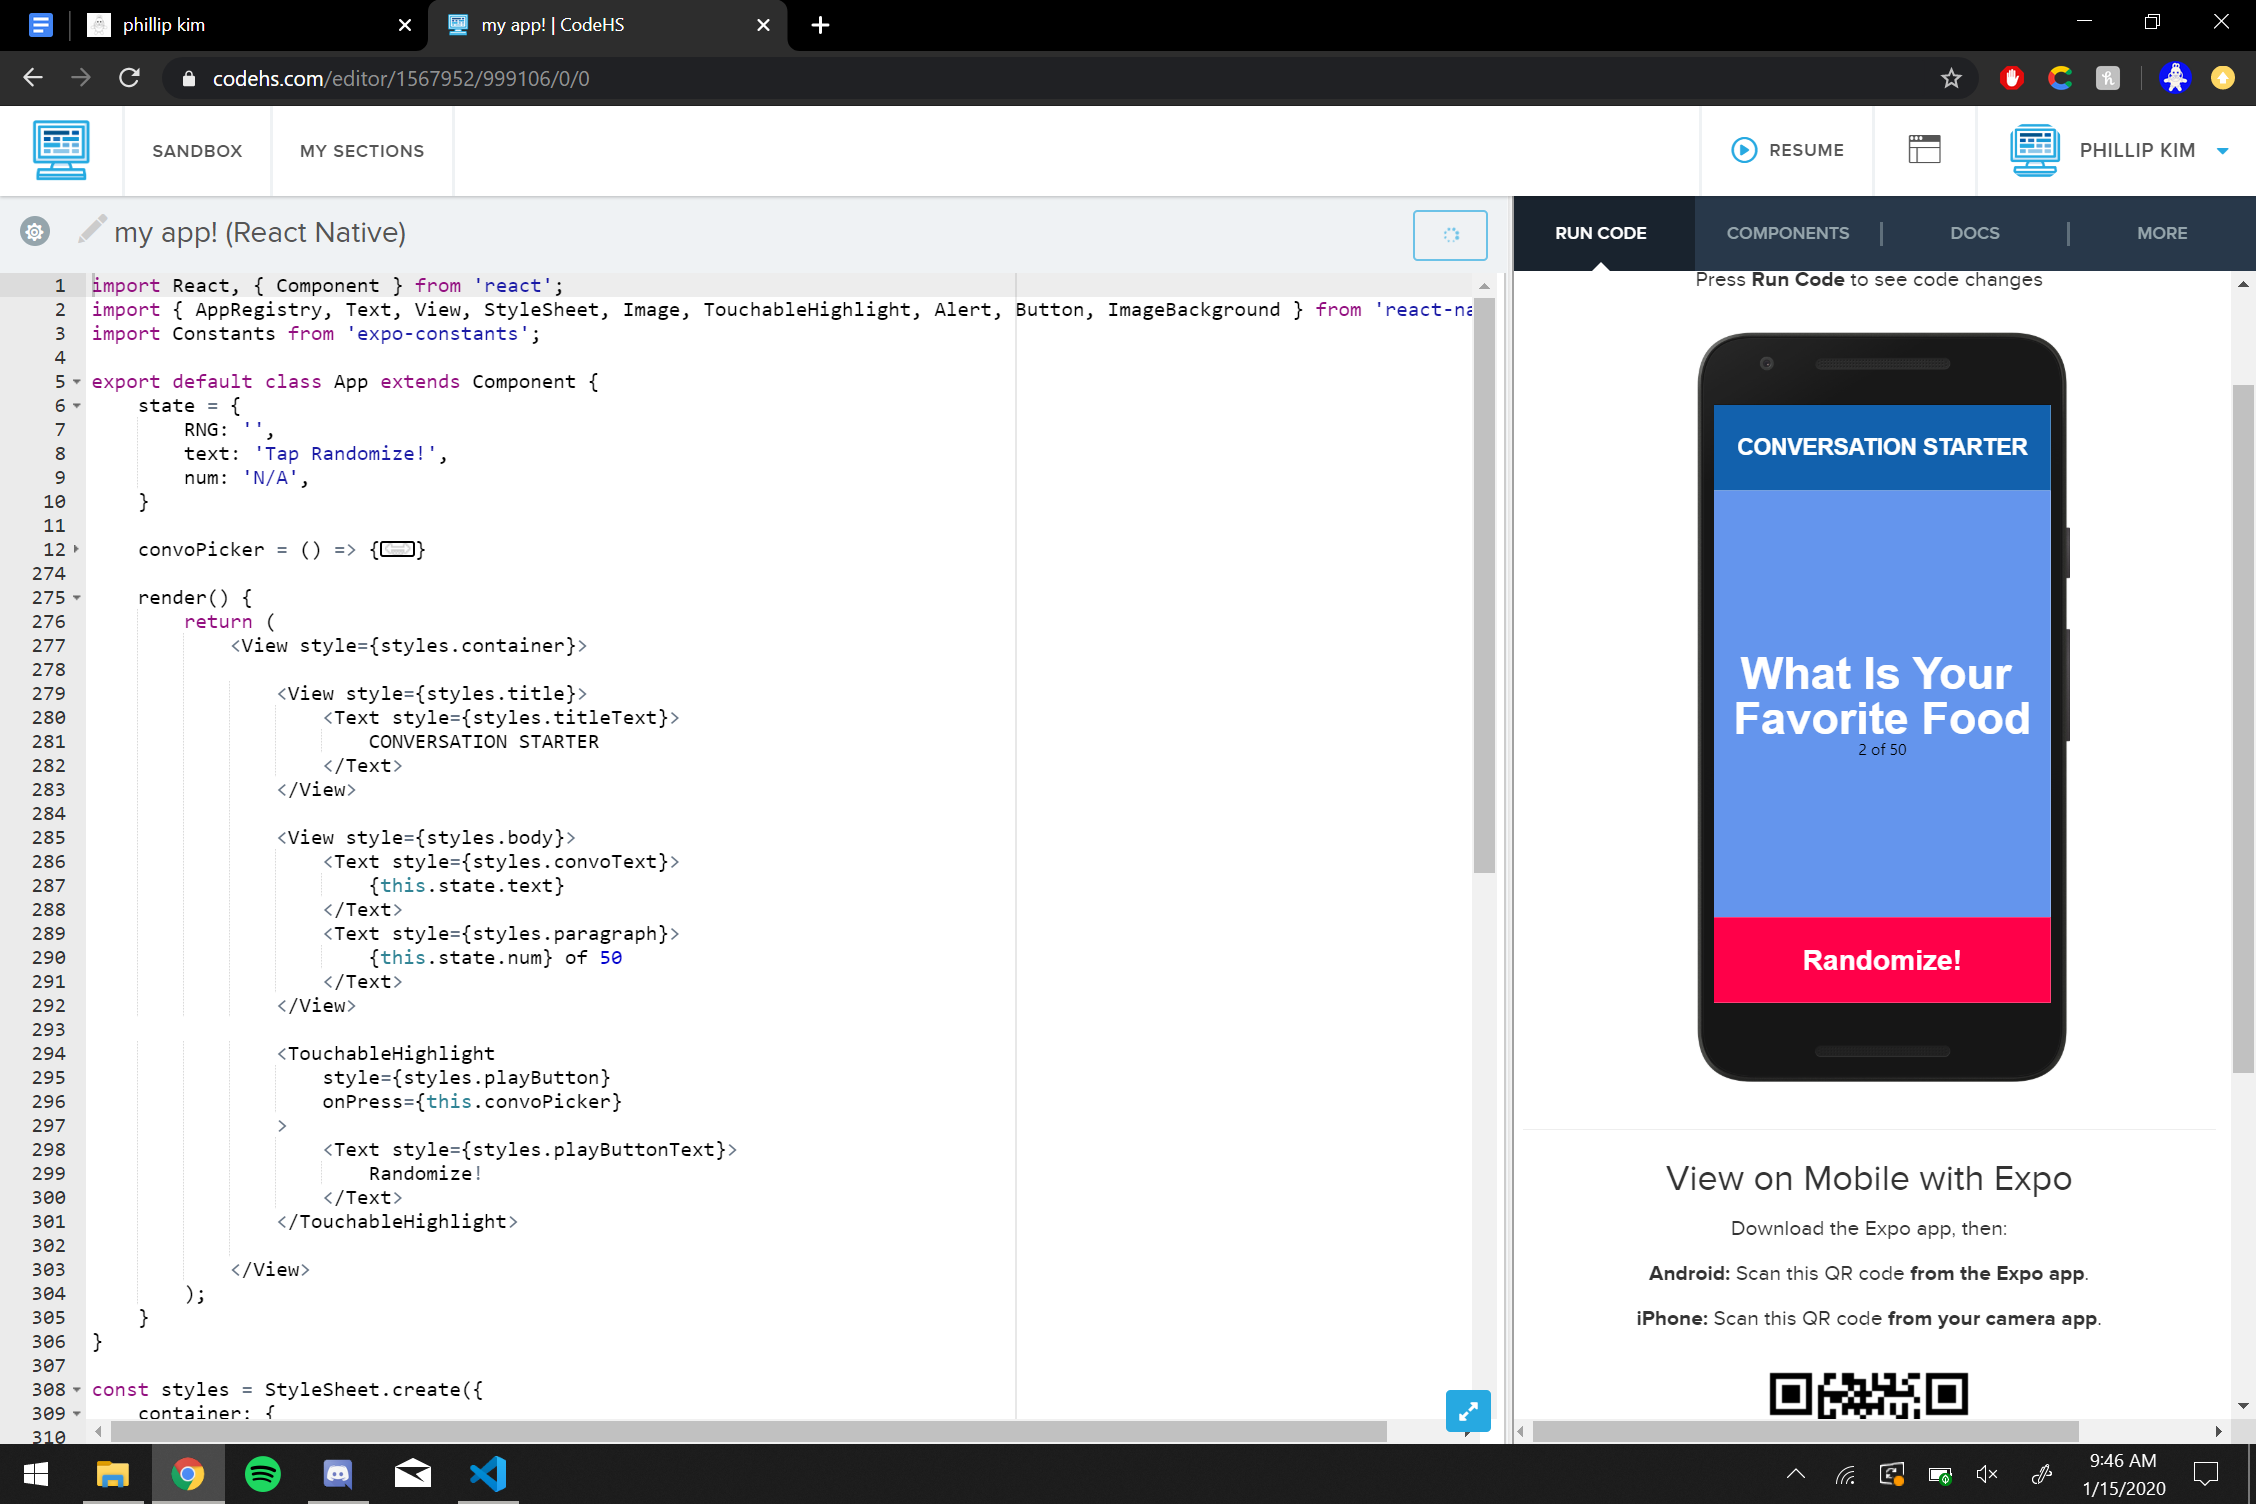 phillip kim
my app! | CodeHS
codehs.com/editor/1567952/999106/0/0
SANDBOX
MY SECTIONS
RESUME
PHILLIP KIM
my app! (React Native)
RUN CODE
COMPONENTS
DOCS
MORE
1 import React, { Component } from 'react';
2 import { AppRegistry, Text, View, StyleSheet, Image, TouchableHighlight, Alert, Button, ImageBackground } from 'react-na
3 import Constants from 'expo-constants';
4
5 export default class App extends Component {
6 state = {
7 RNG: '',
8 text: 'Tap Randomize!',
9 num: 'N/A',
10 }
11
12 convoPicker = () => {}
274
275 render() {
276 return (
277 <View style={styles.container}>
278
279 <View style={styles.title}>
280 <Text style={styles.titleText}>
281 CONVERSATION STARTER
282 </Text>
283 </View>
284
285 <View style={styles.body}>
286 <Text style={styles.convoText}>
287 {this.state.text}
288 </Text>
289 <Text style={styles.paragraph}>
290 {this.state.num} of 50
291 </Text>
292 </View>
293
294 <TouchableHighlight
295 style={styles.playButton}
296 onPress={this.convoPicker}
297 >
298 <Text style={styles.playButtonText}>
299 Randomize!
300 </Text>
301 </TouchableHighlight>
302
303 </View>
304 );
305 }
306 }
307
308 const styles = StyleSheet.create({
309 container: {
310
Press Run Code to see code changes
CONVERSATION STARTER
What Is Your
Favorite Food
2 of 50
Randomize!
View on Mobile with Expo
Download the Expo app, then:
Android: Scan this QR code from the Expo app.
iPhone: Scan this QR code from your camera app.
9:46 AM
1/15/2020